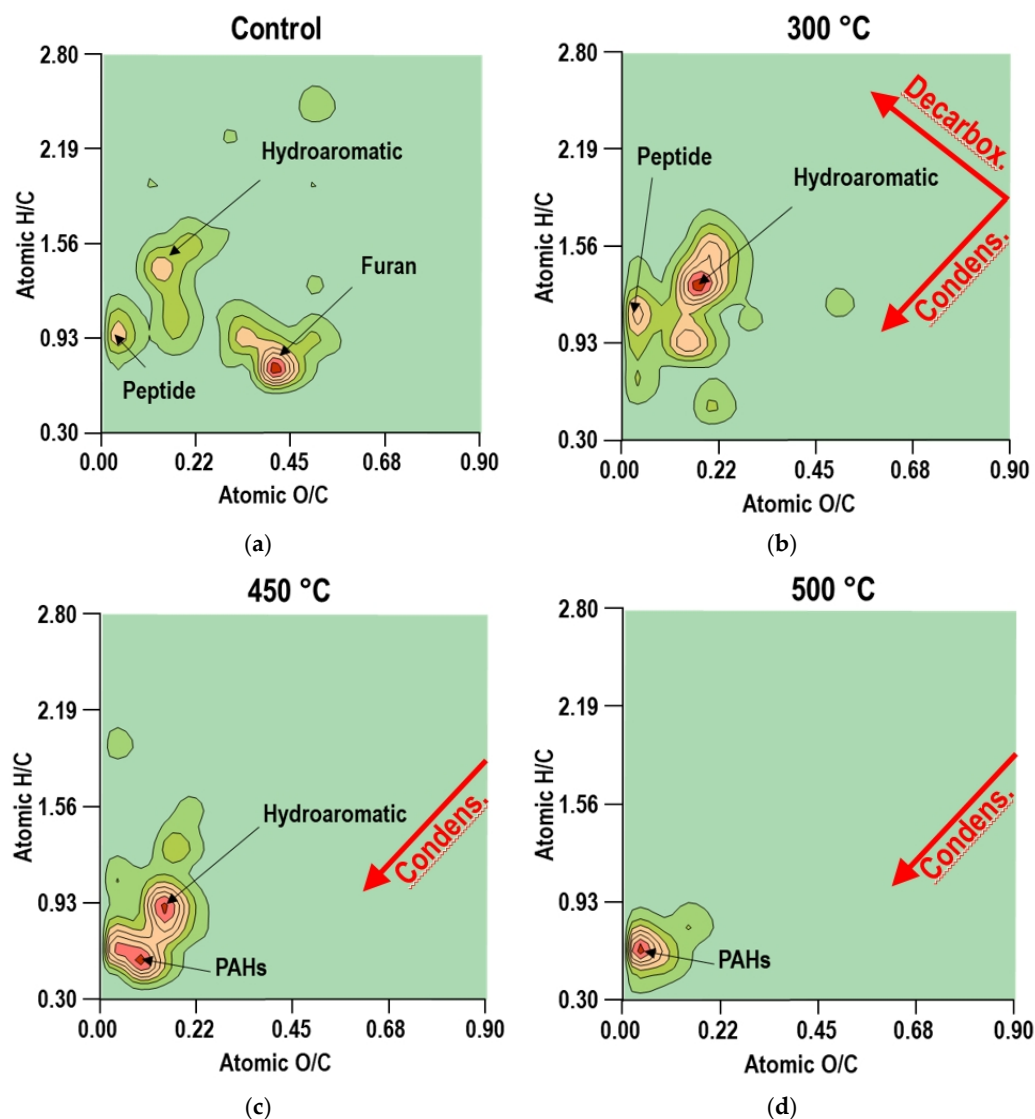 Control
2.80
2.19
1.56
0.93
0.30
Atomic H/C
Hydroaromatic
Furan
Peptide
0.00 0.22 0.45 0.68 0.90
Atomic O/C
(a)
300 °C
2.80
2.19
1.56
0.93
0.30
Atomic H/C
Decarbox.
Peptide
Hydroaromatic
Condens.
0.00 0.22 0.45 0.68 0.90
Atomic O/C
(b)
450 °C
2.80
2.19
1.56
0.93
0.30
Atomic H/C
Hydroaromatic
Condens.
PAHs
0.00 0.22 0.45 0.68 0.90
Atomic O/C
(c)
500 °C
2.80
2.19
1.56
0.93
0.30
Atomic H/C
Condens.
PAHs
0.00 0.22 0.45 0.68 0.90
Atomic O/C
(d)